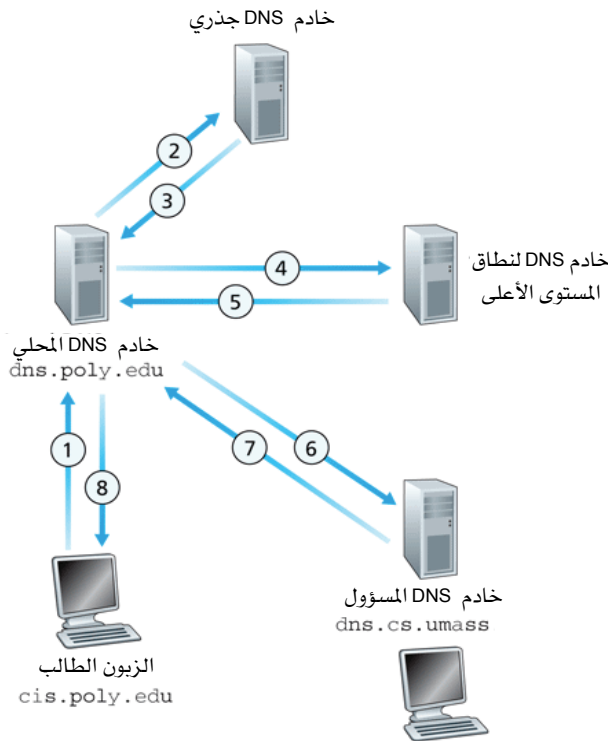 خادم DNS جذري
2
3
4
5
خادم DNS لنطاق
المستوى الأعلى
خادم DNS المحلي
dns.poly.edu
1
8
7
6
خادم DNS المسؤول
dns.cs.umass
الزبون الطالب
cis.poly.edu